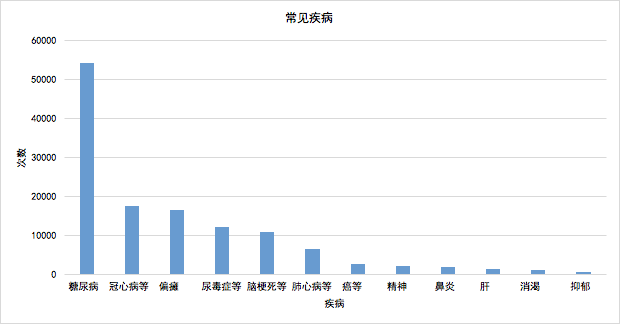 常见疾病
60000
50000
40000
30000
20000
10000
0
次数
糖尿病 冠心病等 偏瘫 尿毒症等 脑梗死等 肺心病等 癌等 精神 鼻炎 肝 消渴 抑郁
疾病